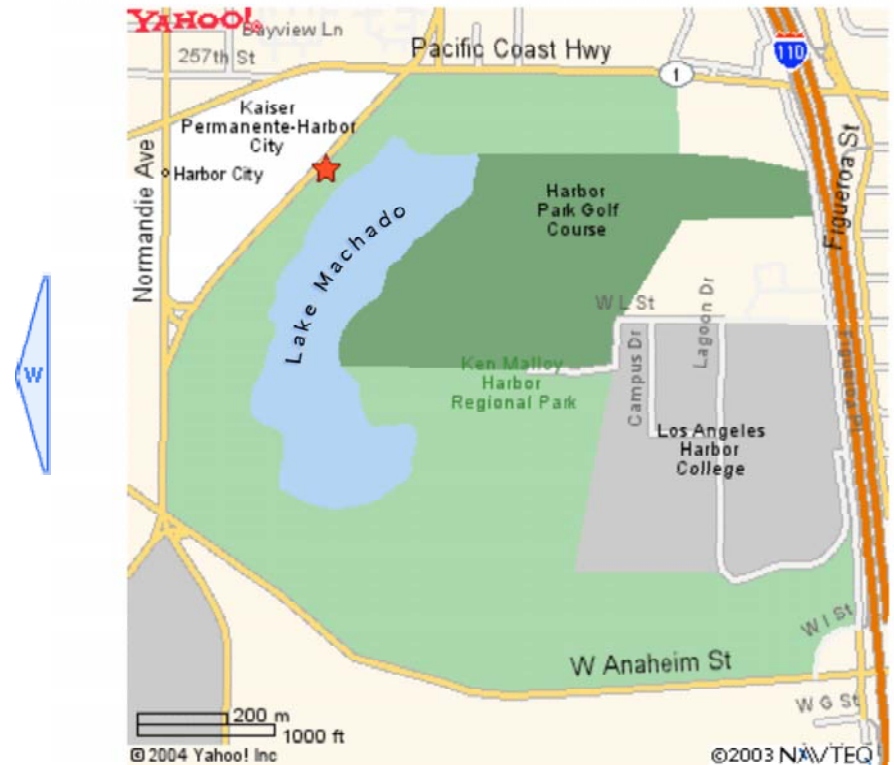 YAHOO!
Bayview Ln
257th St
Pacific Coast Hwy
1
110
Kaiser
Permanente-Harbor
City
Harbor City
Normandie Ave
Lake Machado
Harbor
Park Golf
Course
Figueroa St
W L St
Lagoon Dr
Campus Dr
Figueroa Pl
Ken Malloy
Harbor
Regional Park
Los Angeles
Harbor
College
W
W I St
W Anaheim St
W G St
200 m
1000 ft
© 2004 Yahoo! Inc
©2003 NAVTEQ